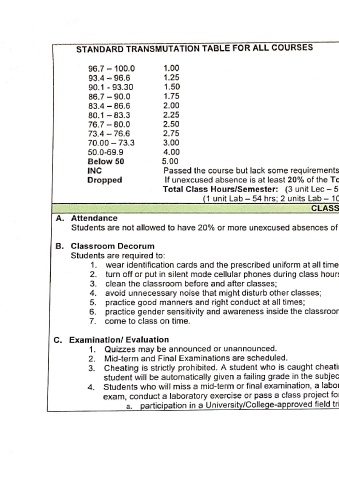 STANDARD TRANSMUTATION TABLE FOR ALL COURSES
96.7 – 100.0 1.00
93.4 – 96.6 1.25
90.1 - 93.30 1.50
86.7 – 90.0 1.75
83.4 – 86.6 2.00
80.1 – 83.3 2.25
76.7 – 80.0 2.50
73.4 – 76.6 2.75
70.00 – 73.3 3.00
50.0-69.9 4.00
Below 50 5.00
INC Passed the course but lack some requirements
Dropped If unexcused absence is at least 20% of the To
Total Class Hours/Semester: (3 unit Lec – 5
(1 unit Lab – 54 hrs; 2 units Lab – 10
CLASS
A. Attendance
Students are not allowed to have 20% or more unexcused absences of
B. Classroom Decorum
Students are required to:
1. wear identification cards and the prescribed uniform at all time
2. turn off or put in silent mode cellular phones during class hours
3. clean the classroom before and after classes;
4. avoid unnecessary noise that might disturb other classes;
5. practice good manners and right conduct at all times;
6. practice gender sensitivity and awareness inside the classroor
7. come to class on time.
C. Examination/ Evaluation
1. Quizzes may be announced or unannounced.
2. Mid-term and Final Examinations are scheduled.
3. Cheating is strictly prohibited. A student who is caught cheati
student will be automatically given a failing grade in the subjec
4. Students who will miss a mid-term or final examination, a labo
exam, conduct a laboratory exercise or pass a class project fo
a. participation in a University/College-approved field tri